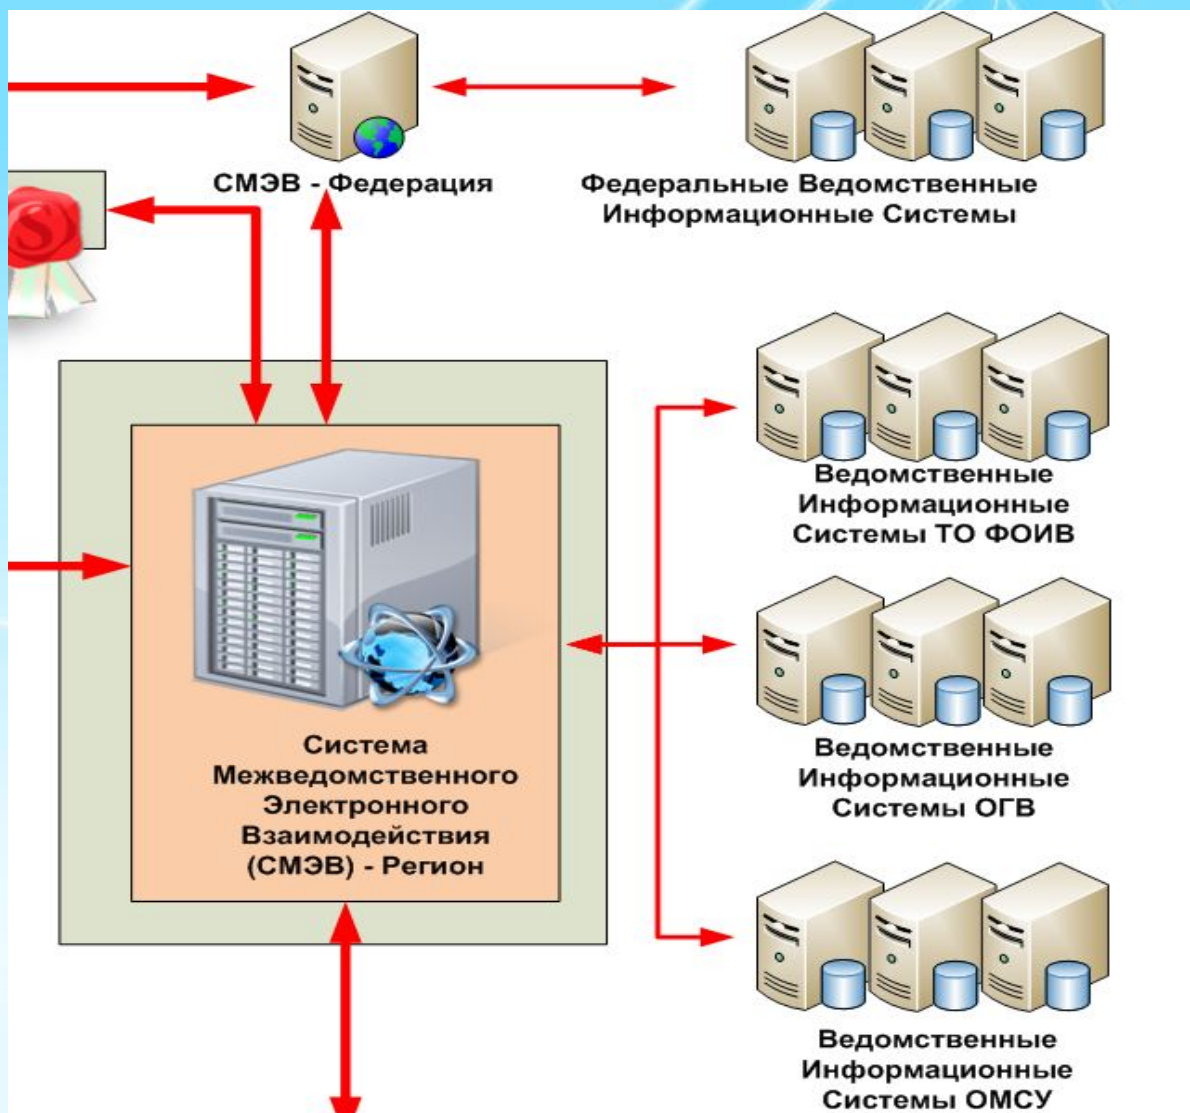 СМЭВ - Федерация
Федеральные Ведомственные
Информационные Системы
S
Ведомственные
Информационные
Системы ТО ФОИВ
Система
Межведомственного
Электронного
Взаимодействия
(СМЭВ) - Регион
Ведомственные
Информационные
Системы ОГВ
Ведомственные
Информационные
Системы ОМСУ